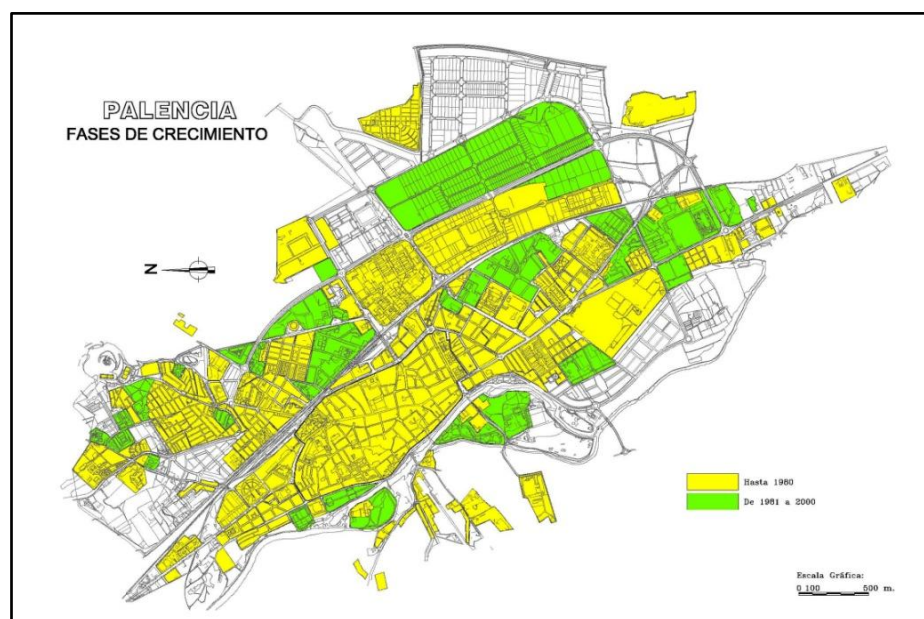 PALENCIA
FASES DE CRECIMIENTO
N
Hasta 1980
De 1981 a 2000
Escala Gráfica:
0 100 500 m.